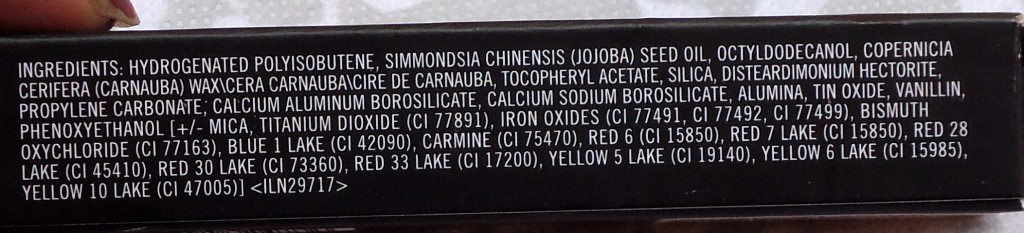 INGREDIENTS: HYDROGENATED POLYISOBUTENE, SIMMONDSIA CHINENSIS (JOJOBA) SEED OIL, OCTYLDODECANOL, COPERNICIA
CERIFERA (CARNAUBA) WAX\CERA CARNAUBA\CIRE DE CARNAUBA, TOCOPHERYL ACETATE, SILICA, DISTEARDIMONIUM HECTORITE,
PROPYLENE CARBONATE, CALCIUM ALUMINUM BOROSILICATE, CALCIUM SODIUM BOROSILICATE, ALUMINA, TIN OXIDE, VANILLIN,
PHENOXYETHANOL [+/- MICA, TITANIUM DIOXIDE (CI 77891), IRON OXIDES (CI 77491, CI 77492, CI 77499), BISMUTH
OXYCHLORIDE (CI 77163), BLUE 1 LAKE (CI 42090), CARMINE (CI 75470), RED 6 (CI 15850), RED 7 LAKE (CI 15850), RED 28
LAKE (CI 45410), RED 30 LAKE (CI 73360), RED 33 LAKE (CI 17200), YELLOW 5 LAKE (CI 19140), YELLOW 6 LAKE (CI 15985),
YELLOW 10 LAKE (CI 47005)] <ILN29717>